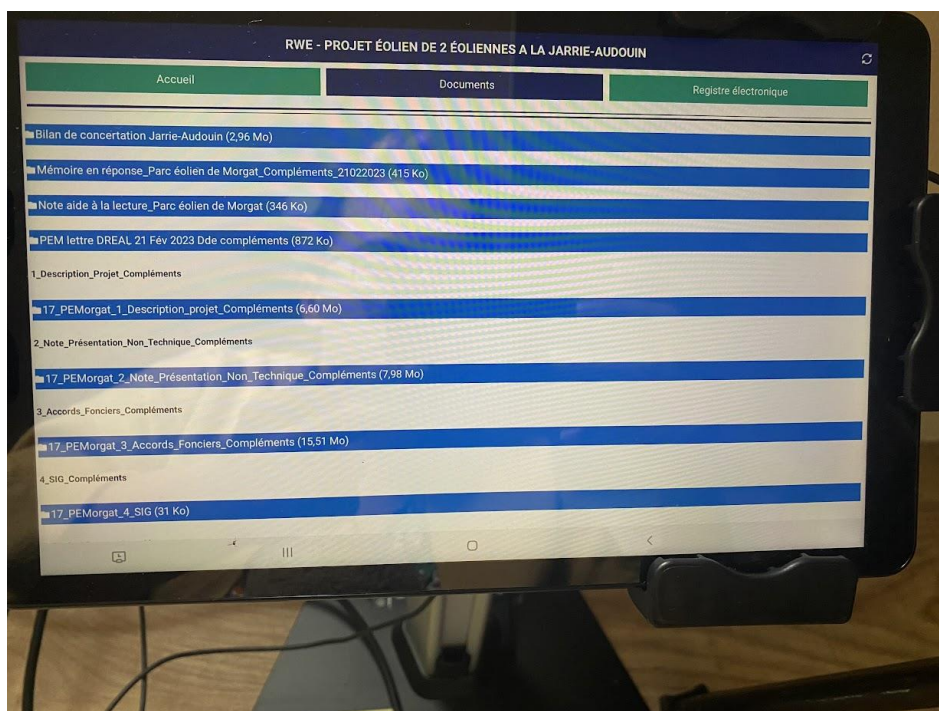 RWE - PROJET ÉOLIEN DE 2 ÉOLIENNES A LA JARRIE-AUDOUIN
Accueil
Documents
Registre électronique
Bilan de concertation Jarrie-Audouin (2,96 Mo)
Mémoire en réponse_Parc éolien de Morgat_Compléments_21022023 (415 Ko)
Note aide à la lecture_Parc éolien de Morgat (346 Ko)
PEM lettre DREAL 21 Fév 2023 Dde compléments (872 Ko)
1_Description_Projet_Compléments
17_PEMorgat_1_Description_projet_Compléments (6,60 Mo)
2_Note_Présentation_Non_Technique_Compléments
17_PEMorgat_2_Note_Présentation_Non_Technique_Compléments (7,98 Mo)
3_Accords_Fonciers_Compléments
17_PEMorgat_3_Accords_Fonciers_Compléments (15,51 Mo)
4_SIG_Compléments
17_PEMorgat_4_SIG (31 Ko)